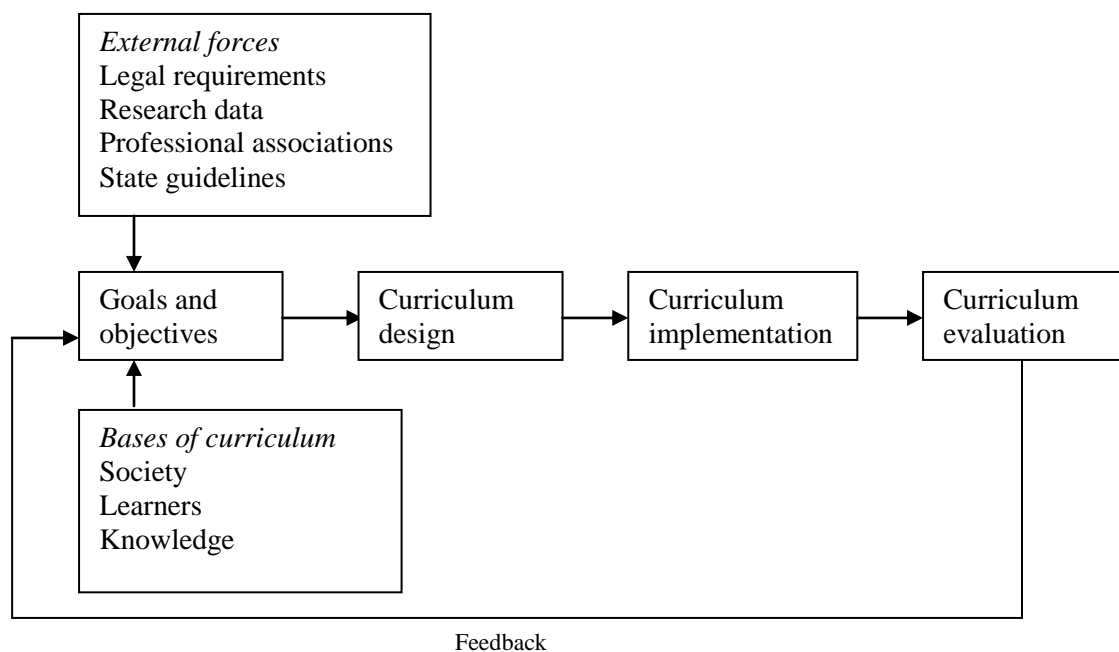 External forces
Legal requirements
Research data
Professional associations
State guidelines
Goals and
objectives
Curriculum
design
Curriculum
implementation
Curriculum
evaluation
Bases of curriculum
Society
Learners
Knowledge
Feedback